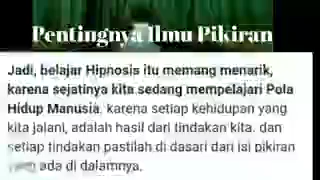 Pentingnya Ilmu Pikiran
Jadi, belajar Hipnosis itu memang menarik,
karena sejatinya kita sedang mempelajari Pola
Hidup Manusia. karena setiap kehidupan yang
kita jalani, adalah hasil dari tindakan kita. dan
setiap tindakan pastilah di dasari dari isi pikiran
yang ada di dalamnya.